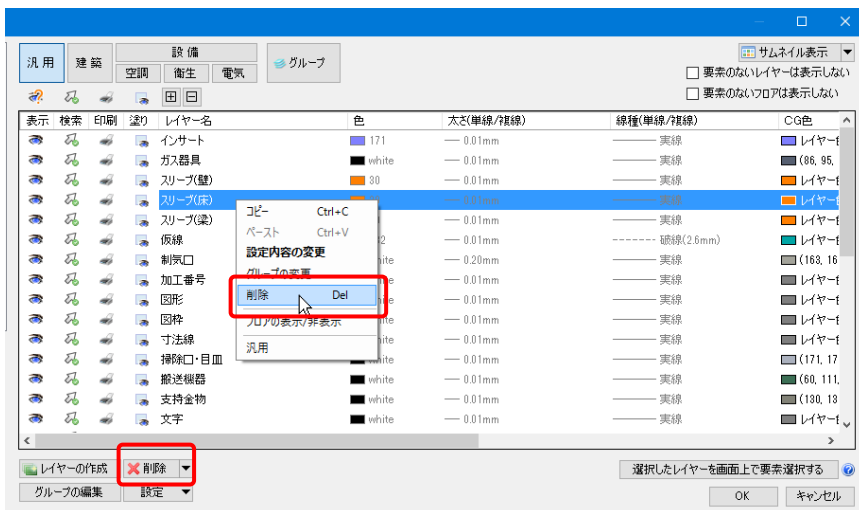 汎用 建築 設備 グループ サムネイル表示
空調 衛生 電気
要素のないレイヤーは表示しない
要素のないフロアは表示しない
表示 検索 印刷 塗り レイヤー名 色 太さ(単線/複線) 線種(単線/複線) CG色
インサート 171 0.01mm 実線 レイヤー
ガス器具 white 0.01mm 実線 (86, 95,
スリーブ(壁) 30 0.01mm 実線 レイヤー
スリーブ(床) 0.01mm 実線 レイヤー
スリーブ(梁) 0.01mm 実線 レイヤー
仮線 0.01mm 破線(2.6mm) レイヤー
制気口 0.20mm 実線 (163, 16
加工番号 0.01mm 実線 レイヤー
図形 0.01mm 実線 レイヤー
図枠 0.01mm 実線 レイヤー
寸法線 0.01mm 実線 レイヤー
掃除口・目皿 white 0.01mm 実線 (171, 17
搬送機器 white 0.01mm 実線 (60, 111,
支持金物 white 0.01mm 実線 (130, 13
文字 white 0.01mm 実線 レイヤー
コピー Ctrl+C
ペースト Ctrl+V
設定内容の変更
グループの変更
削除 Del
フロアの表示/非表示
汎用
レイヤーの作成 削除 選択したレイヤーを画面上で要素選択する
グループの編集 設定 OK キャンセル